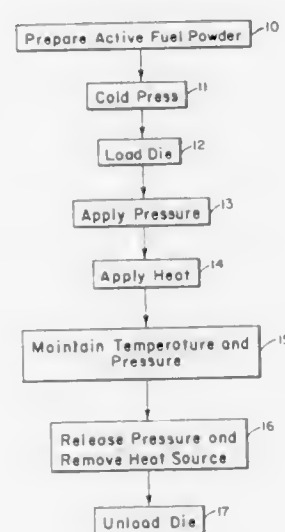 Prepare Active Fuel Powder 10
Cold Press 11
Load Die 12
Apply Pressure 13
Apply Heat 14
Maintain Temperature and 15
Pressure
Release Pressure and 16
Remove Heat Source
Unload Die 17